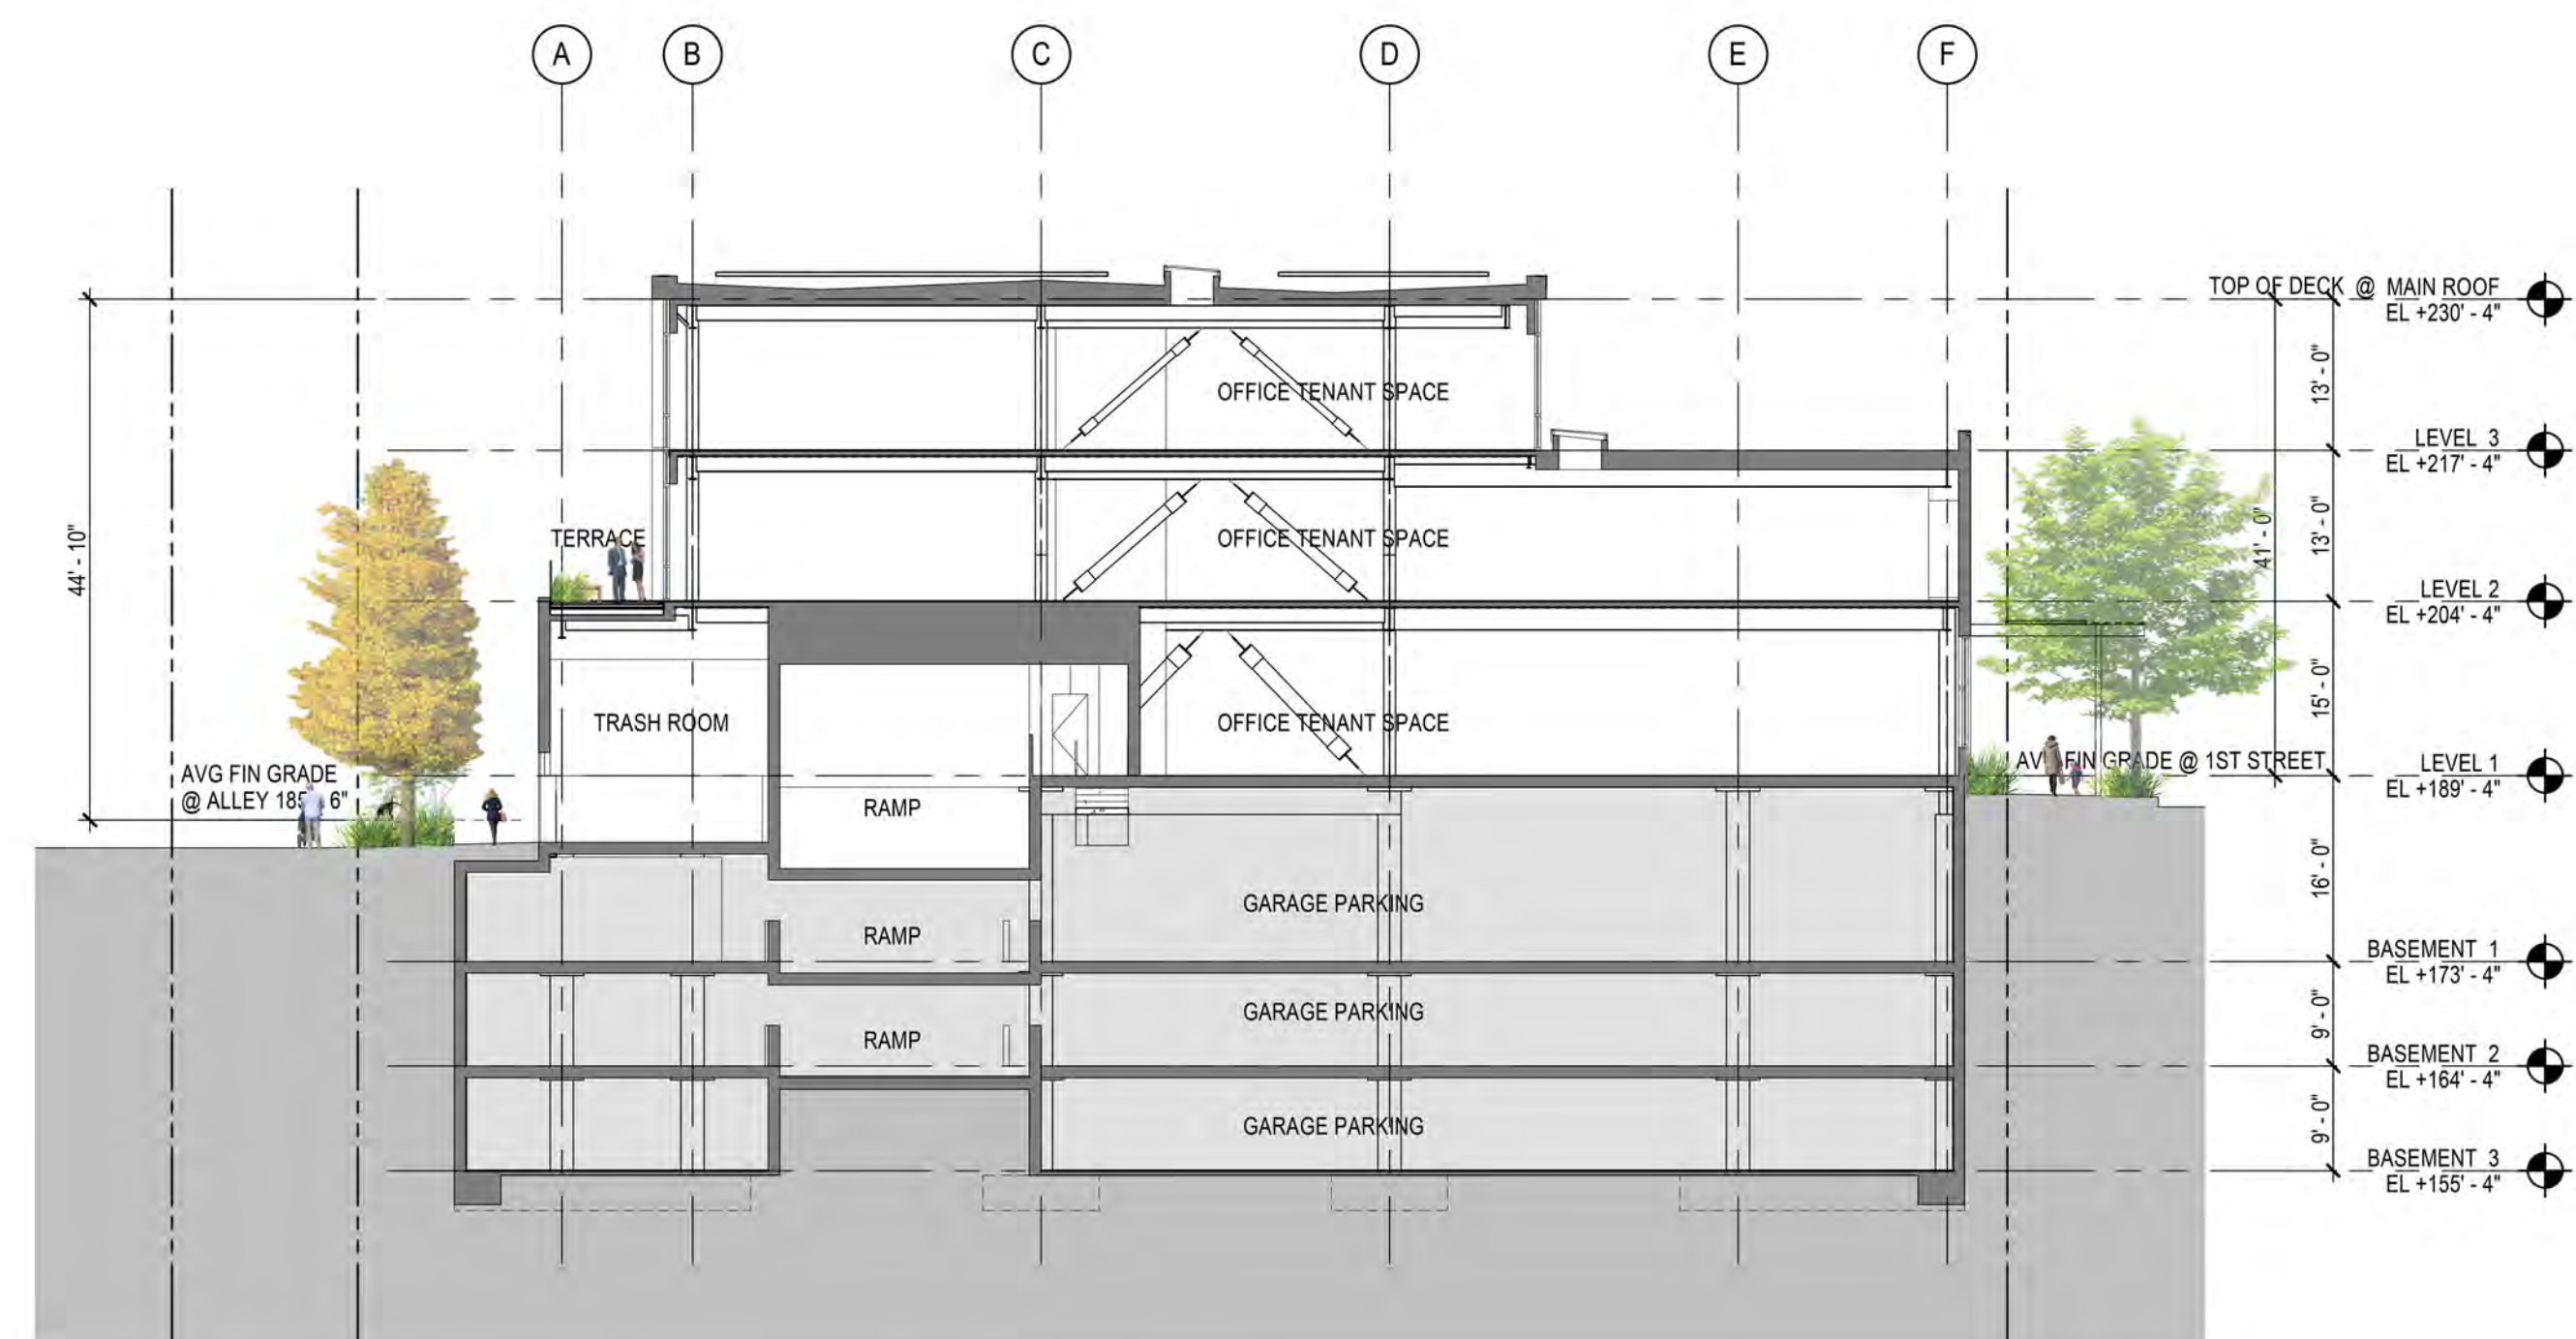 A
B
C
D
E
F
TOP OF DECK @ MAIN ROOF
EL +230' - 4"
13' - 0"
OFFICE TENANT SPACE
LEVEL 3
EL +217' - 4"
44' - 10"
TERRACE
OFFICE TENANT SPACE
41' - 0"
13' - 0"
LEVEL 2
EL +204' - 4"
TRASH ROOM
OFFICE TENANT SPACE
15' - 0"
AVG FIN GRADE
@ ALLEY 185' - 6"
RAMP
AVG FIN GRADE @ 1ST STREET
LEVEL 1
EL +189' - 4"
16' - 0"
RAMP
GARAGE PARKING
BASEMENT 1
EL +173' - 4"
RAMP
GARAGE PARKING
9' - 0"
BASEMENT 2
EL +164' - 4"
GARAGE PARKING
9' - 0"
BASEMENT 3
EL +155' - 4"